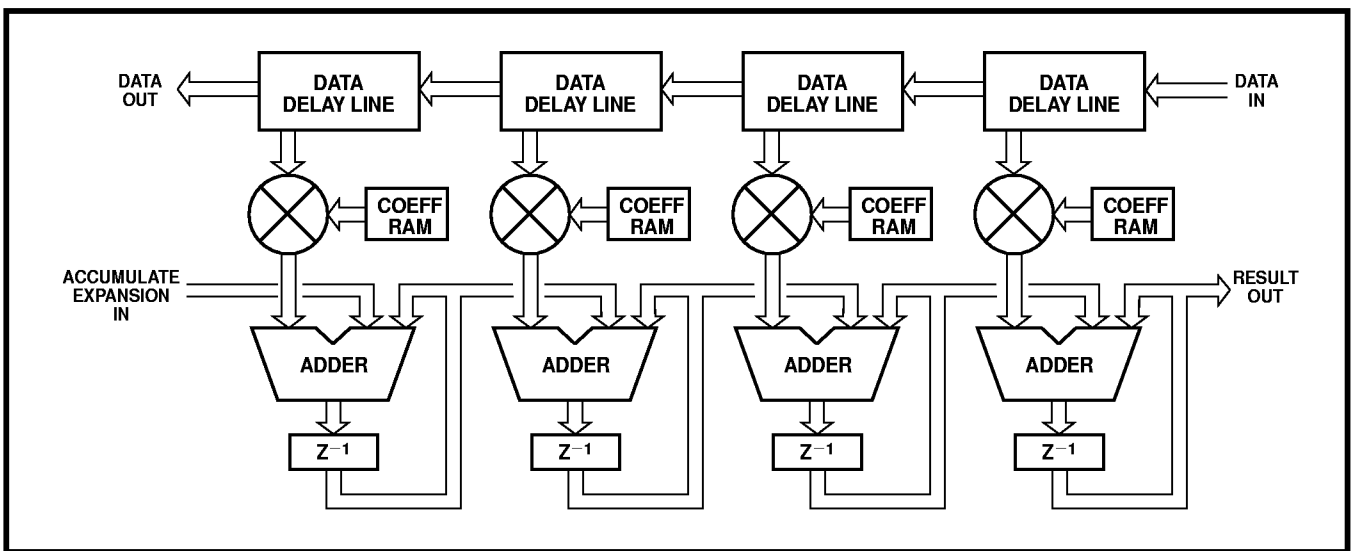 DATA
OUT
DATA
DELAY LINE
DATA
DELAY LINE
DATA
DELAY LINE
DATA
DELAY LINE
DATA
IN
COEFF
RAM
COEFF
RAM
COEFF
RAM
COEFF
RAM
ACCUMULATE
EXPANSION
IN
RESULT
OUT
ADDER
ADDER
ADDER
ADDER
Z⁻¹
Z⁻¹
Z⁻¹
Z⁻¹